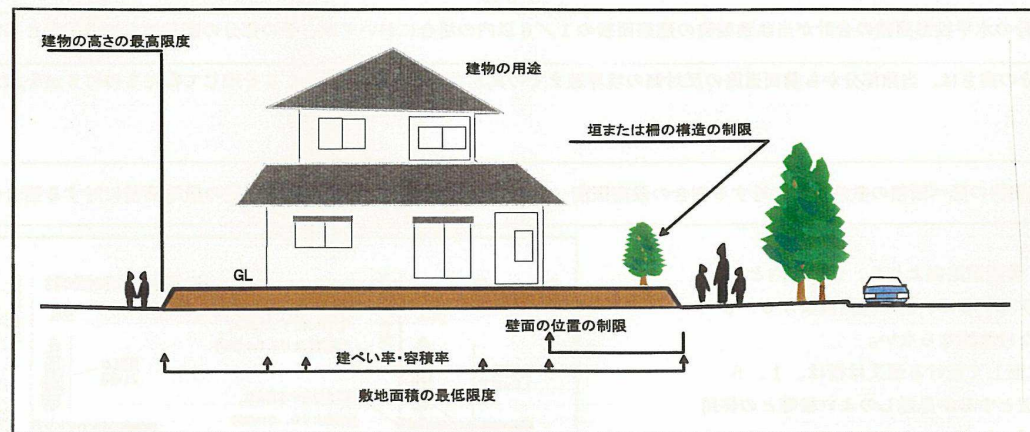 建物の高さの最高限度
建物の用途
垣または柵の構造の制限
GL
壁面の位置の制限
建ぺい率・容積率
敷地面積の最低限度